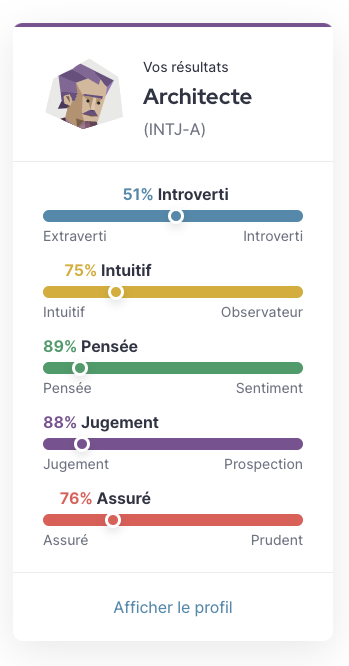 Vos résultats
Architecte
(INTJ-A)
51% Introverti
Extraverti Introverti
75% Intuitif
Intuitif Observateur
89% Pensée
Pensée Sentiment
88% Jugement
Jugement Prospection
76% Assuré
Assuré Prudent
Afficher le profil